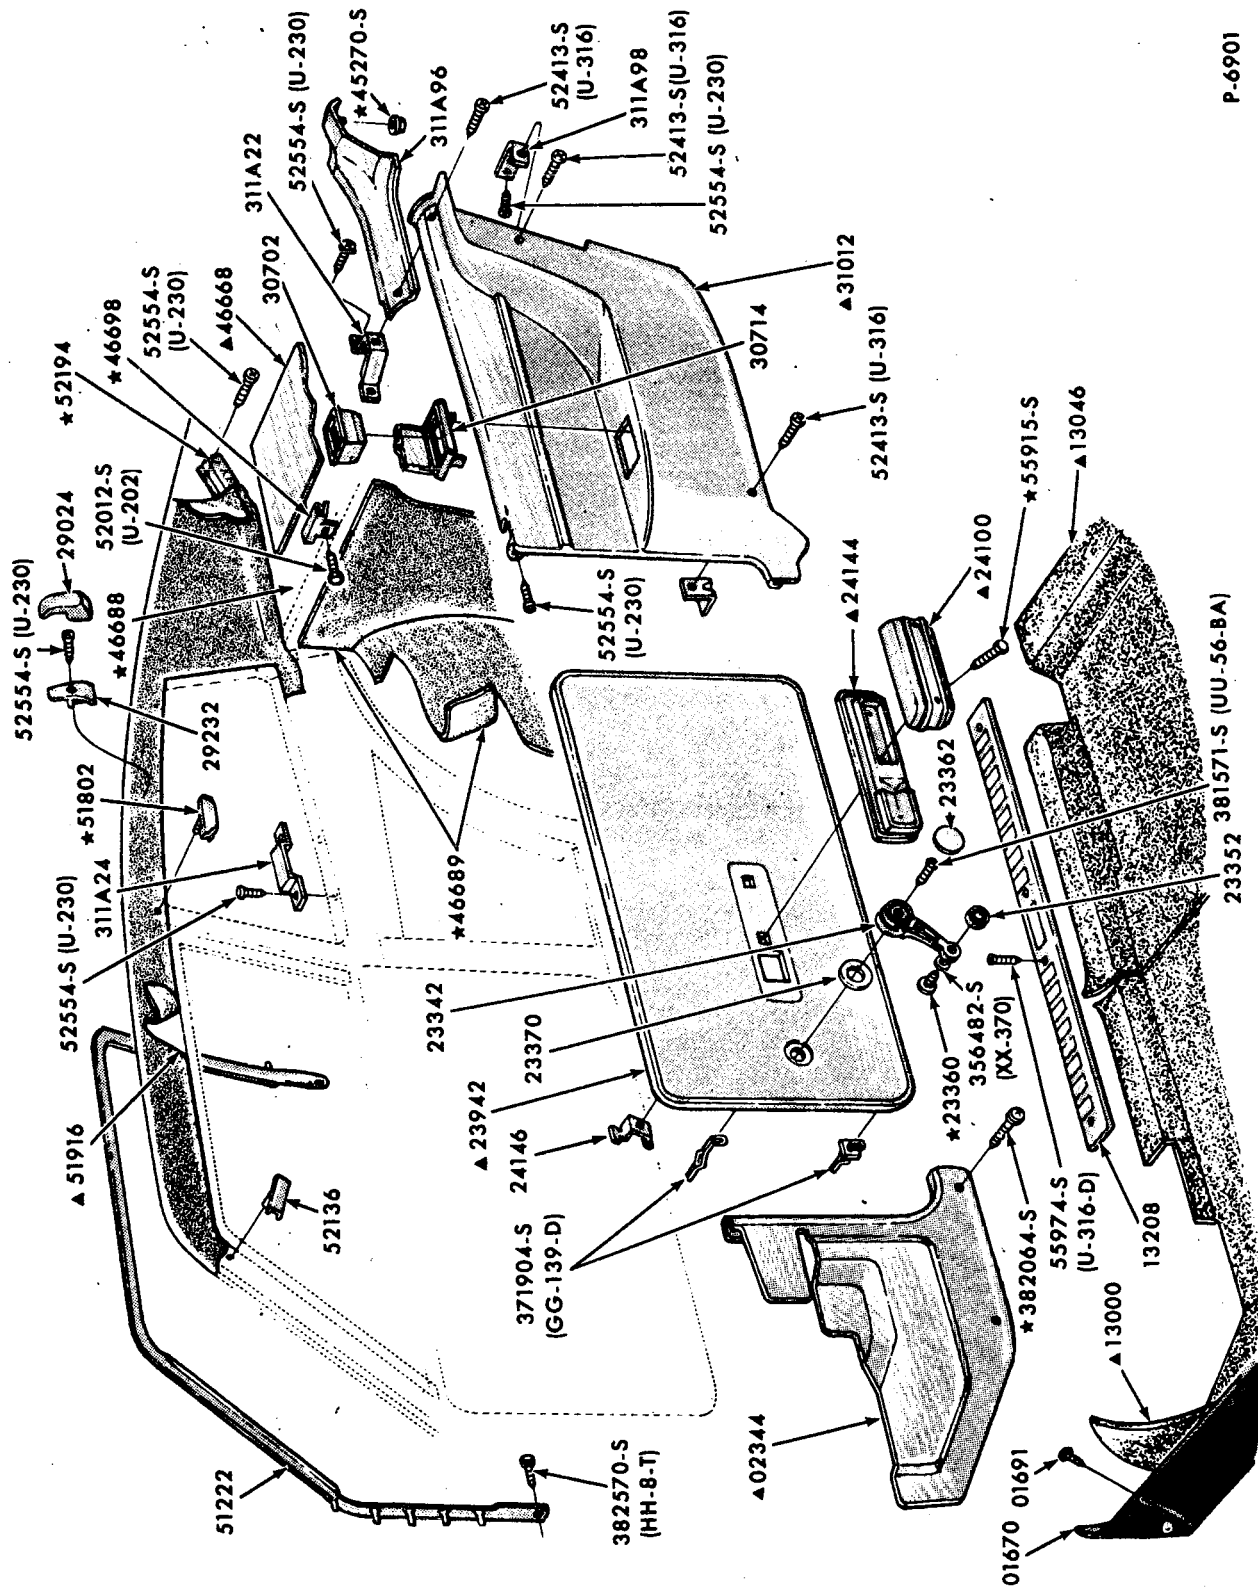 52554-S (U-230)
29024
★52194
★46698
52554-S
(U-230)
▲46668
30702
311A22
52554-S (U-230)
★45270-S
311A96
52413-S
(U-316)
311A98
52413-S(U-316)
52554-S (U-230)
52012-S
(U-202)
★46688
29232
★51802
311A24
52554-S (U-230)
▲51916
52136
51222
382570-S
(HH-8-T)
★46689
52554-S
(U-230)
30714
▲31012
52413-S (U-316)
23342
23370
▲23942
24146
371904-S
(GG-139-D)
▲24144
▲24100
★55915-S
▲13046
23362
381571-S (UU-56-BA)
23352
★23360
356482-S
(XX-370)
★382064-S
55974-S
(U-316-D)
13208
▲13000
▲02344
01691
01670
P-6901